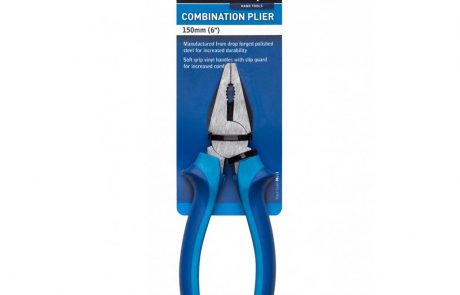 HAND TOOLS
COMBINATION PLIER
150mm (6")
Manufactured from drop forged polished
steel for increased durability
Soft grip vinyl handles with slip guard
for increased